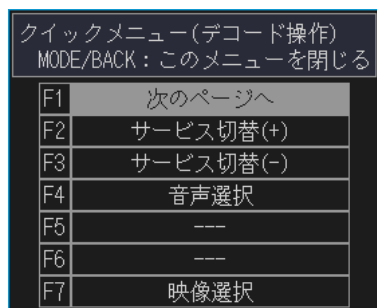 クイックメニュー(デコード操作)
MODE/BACK：このメニューを閉じる
F1 次のページへ
F2 サービス切替(+)
F3 サービス切替(-)
F4 音声選択
F5 ---
F6 ---
F7 映像選択